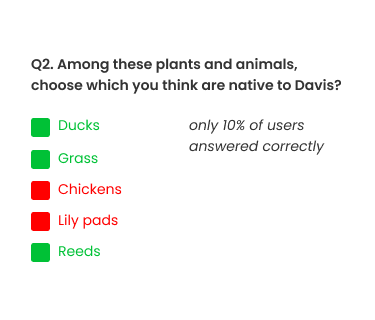 Q2. Among these plants and animals,
choose which you think are native to Davis?
Ducks
Grass
Chickens
Lily pads
Reeds
only 10% of users
answered correctly